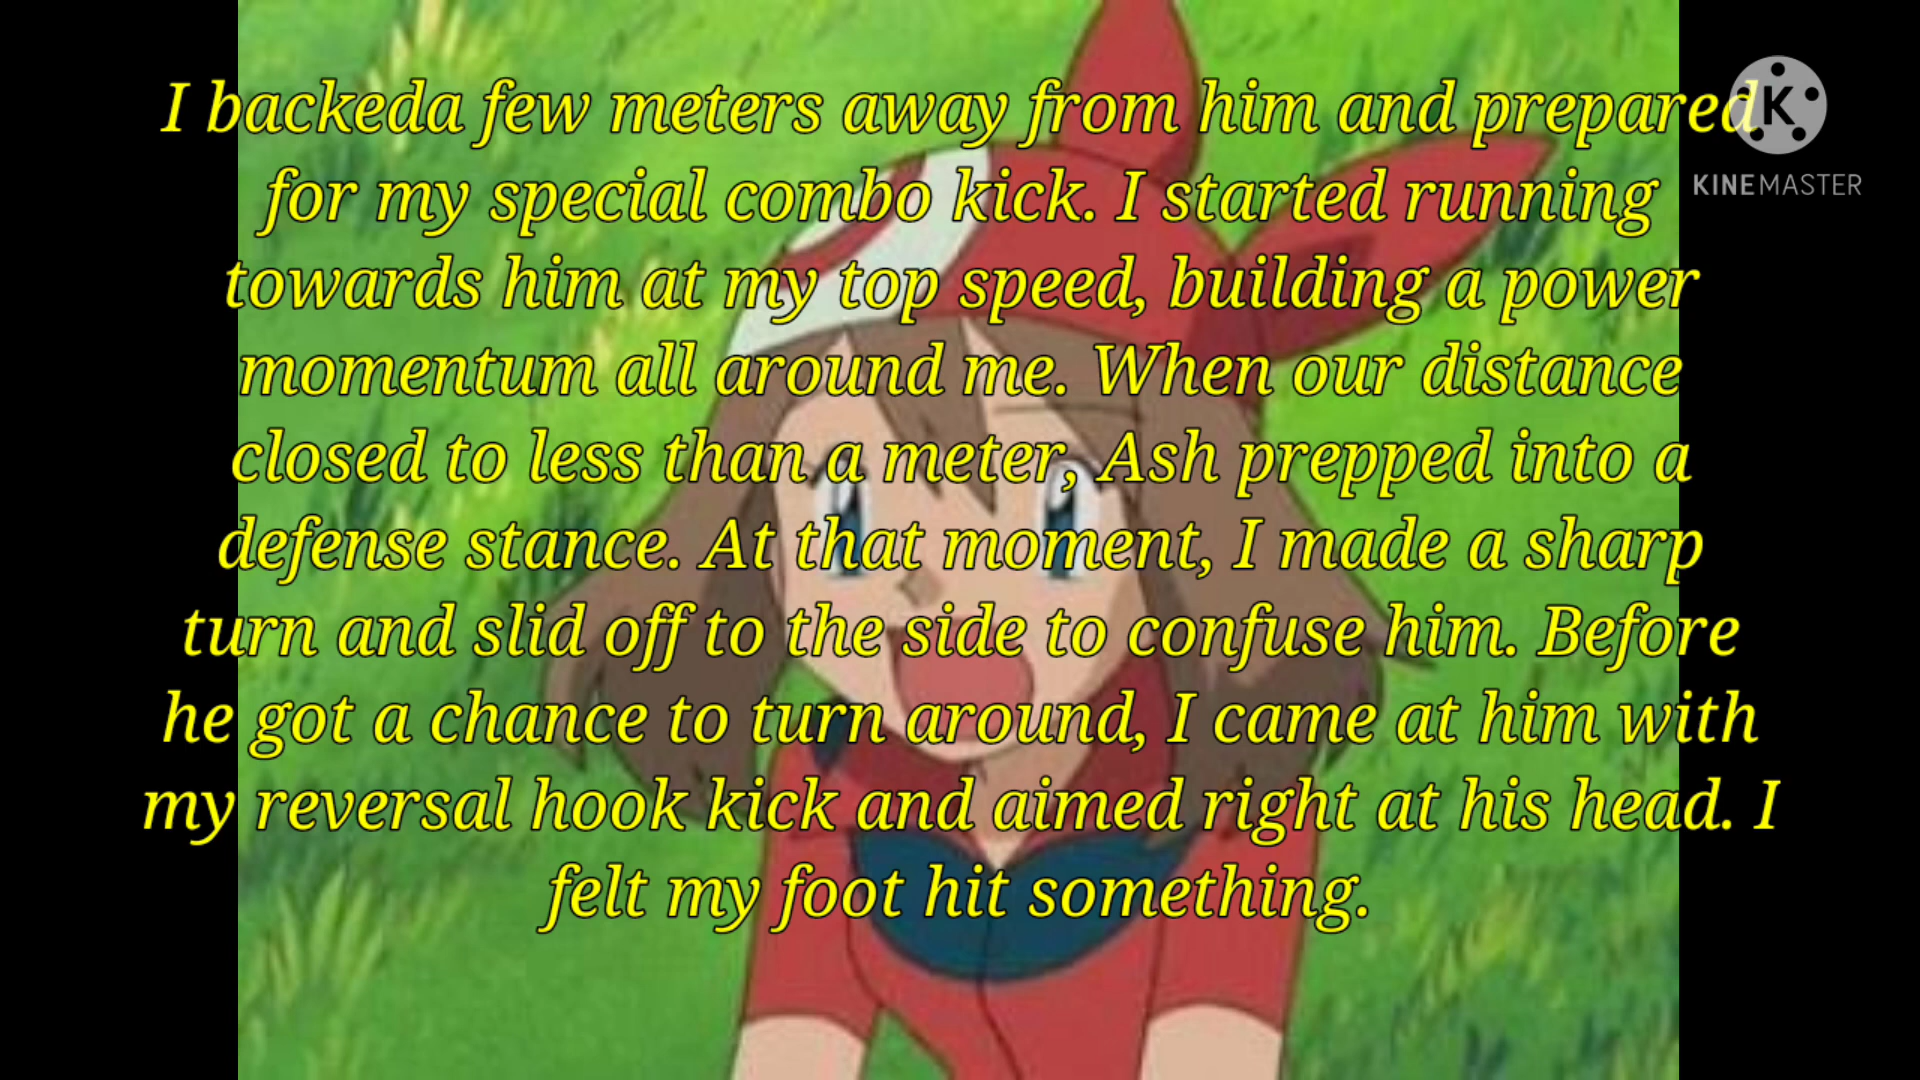 I backeda few meters away from him and prepared
for my special combo kick. I started running
towards him at my top speed, building a power
momentum all around me. When our distance
closed to less than a meter, Ash prepped into a
defense stance. At that moment, I made a sharp
turn and slid off to the side to confuse him. Before
he got a chance to turn around, I came at him with
my reversal hook kick and aimed right at his head. I
felt my foot hit something.
K
KINEMASTER